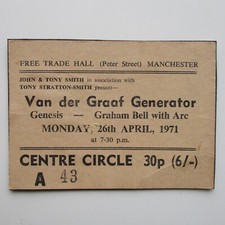 FREE TRADE HALL (Peter Street) MANCHESTER
JOHN & TONY SMITH in association with
TONY STRATTON-SMITH present—
Van der Graaf Generator
Genesis — Graham Bell with Arc
MONDAY, 26th APRIL, 1971
at 7-30 p.m.
CENTRE CIRCLE 30p (6/-)
A 43